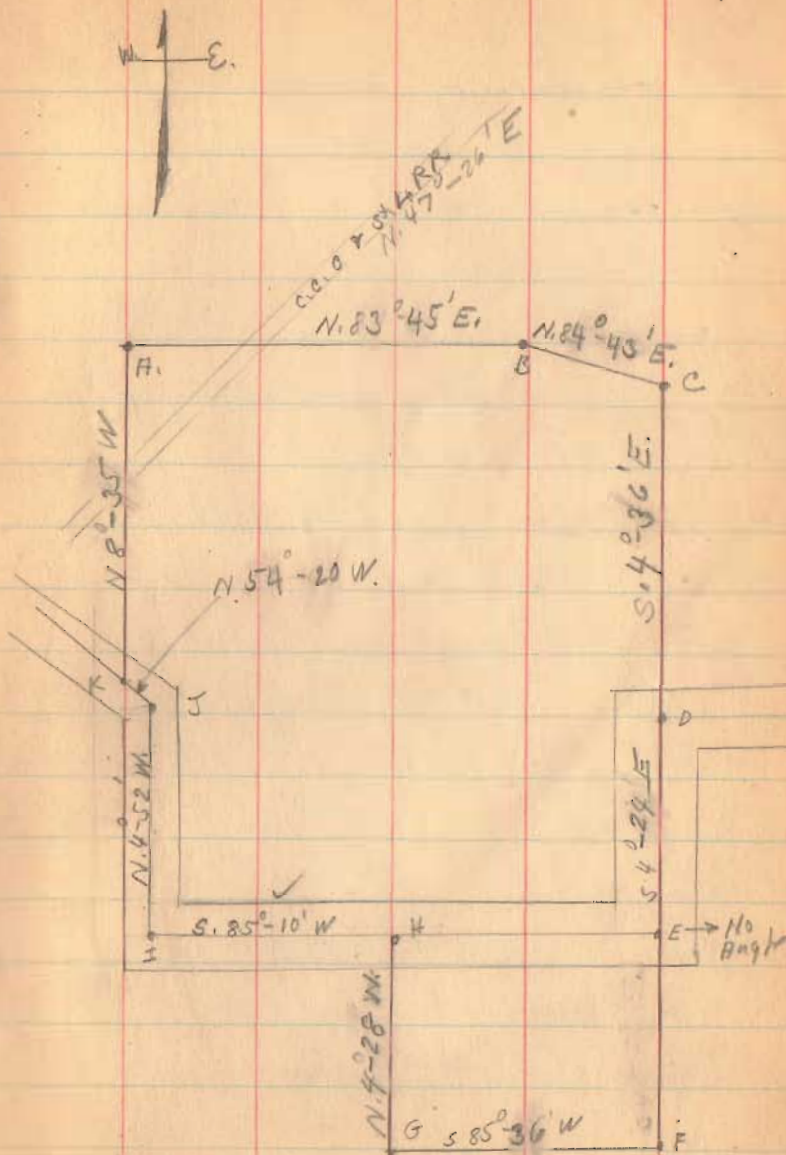 W. E.
C.C.C & St L RR
N. 47°-26' E
N. 83°-45' E.
N. 84°-43' E.
A.
B
C
N 8°-35 W
S. 4°-36' E.
N. 54°-20 W.
K
J
D
N. 4°-52' W.
S 4°-24 E
S. 85°-10' W
H
H
E → No
Angle
N. 4°-28 W.
G
S 85°-36' W
F